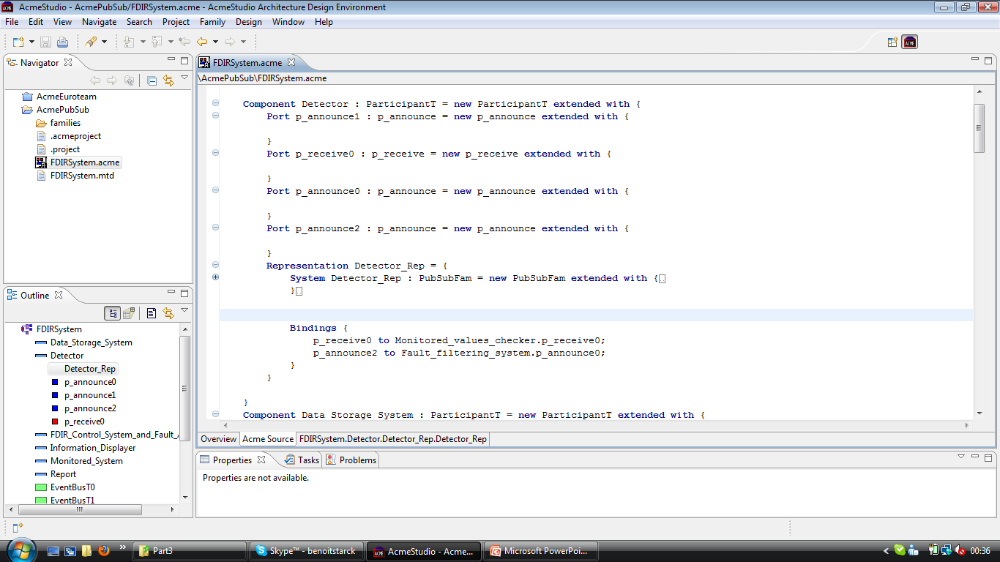 AcmeStudio - AcmePubSub/FDIRSystem.acme - AcmeStudio Architecture Design Environment
File Edit View Navigate Search Project Family Design Window Help
Navigator
AcmeEuroteam
AcmePubSub
families
.acmeproject
.project
FDIRSystem.acme
FDIRSystem.mtd
Outline
FDIRSystem
Data_Storage_System
Detector
Detector_Rep
p_announce0
p_announce1
p_announce2
p_receive0
FDIR_Control_System_and_Fault_
Information_Displayer
Monitored_System
Report
EventBusT0
EventBusT1
FDIRSystem.acme
\AcmePubSub\FDIRSystem.acme
Component Detector : ParticipantT = new ParticipantT extended with {
Port p_announce1 : p_announce = new p_announce extended with {
}
Port p_receive0 : p_receive = new p_receive extended with {
}
Port p_announce0 : p_announce = new p_announce extended with {
}
Port p_announce2 : p_announce = new p_announce extended with {
}
Representation Detector_Rep = {
System Detector_Rep : PubSubFam = new PubSubFam extended with {..
}..
Bindings {
p_receive0 to Monitored_values_checker.p_receive0;
p_announce2 to Fault_filtering_system.p_announce0;
}
}
}
Component Data_Storage_System : ParticipantT = new ParticipantT extended with {
Overview Acme Source FDIRSystem.Detector.Detector_Rep.Detector_Rep
Properties Tasks Problems
Properties are not available.
» Part3 Skype™ - benoitstarck AcmeStudio - Acme... Microsoft PowerPoi... < 00:36